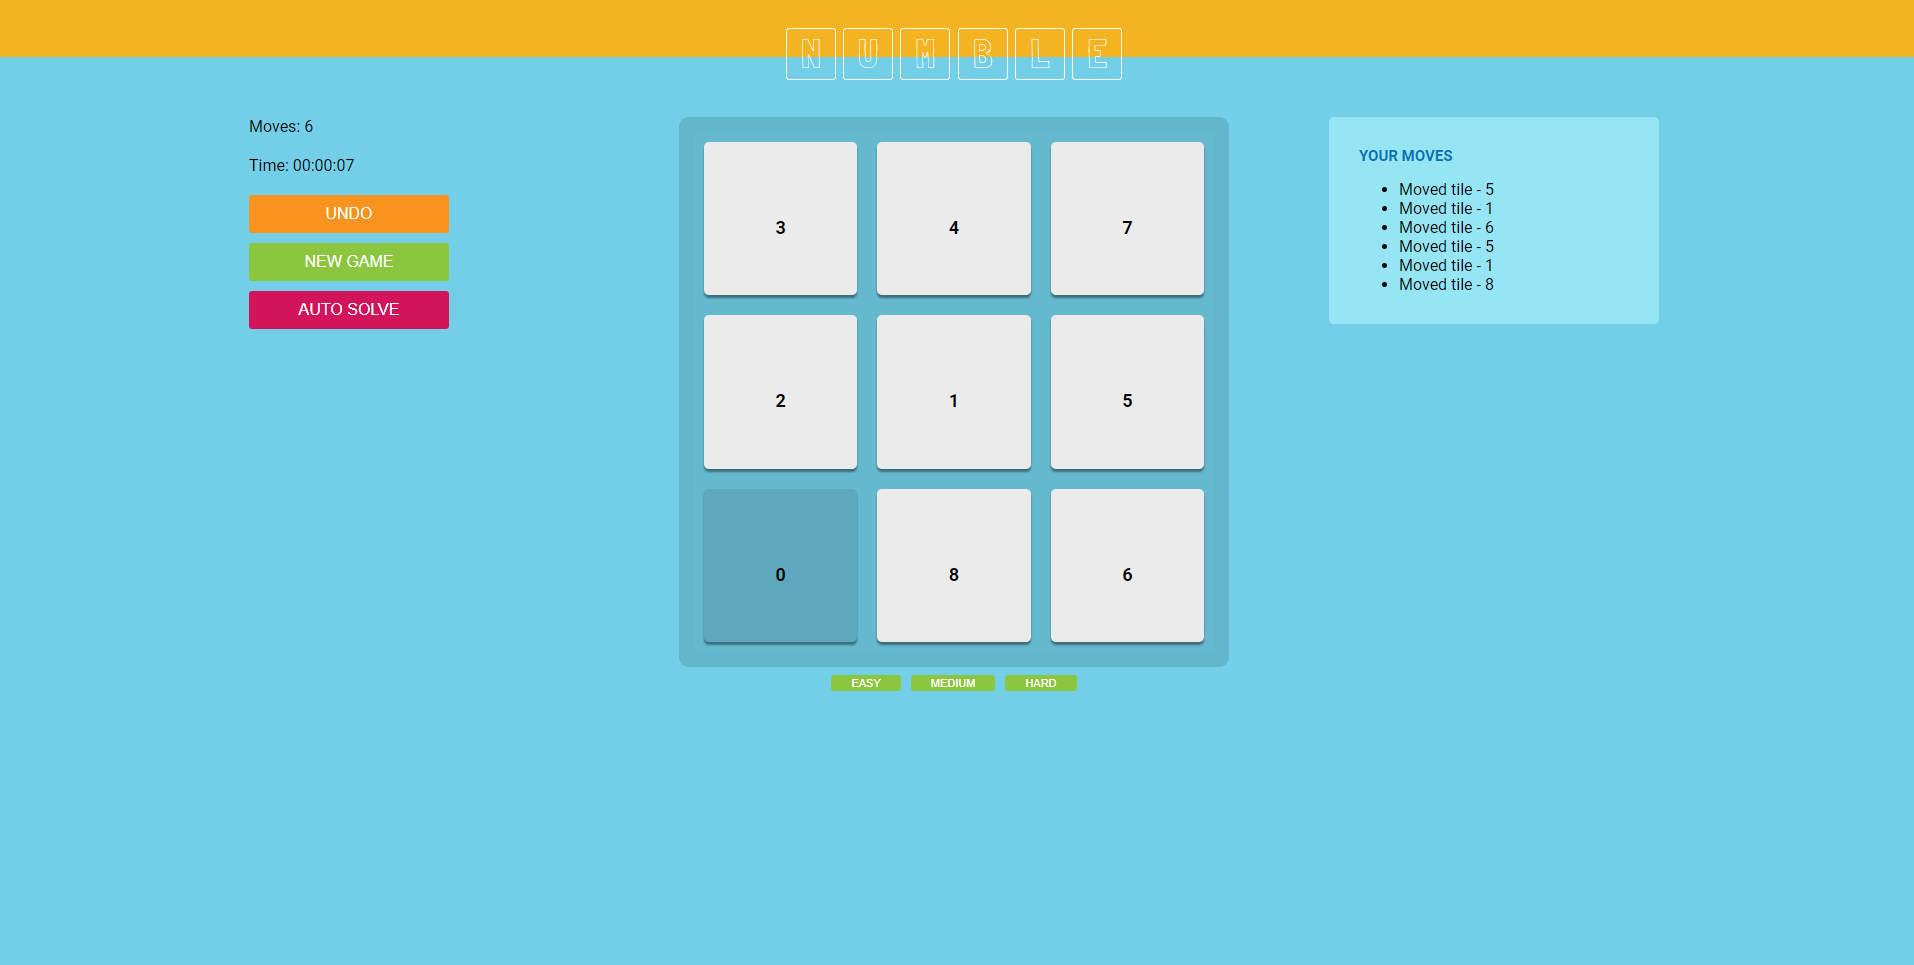 NUMBLE
Moves: 6
Time: 00:00:07
UNDO
NEW GAME
AUTO SOLVE
3 4 7
2 1 5
0 8 6
EASY MEDIUM HARD
YOUR MOVES
Moved tile - 5
Moved tile - 1
Moved tile - 6
Moved tile - 5
Moved tile - 1
Moved tile - 8